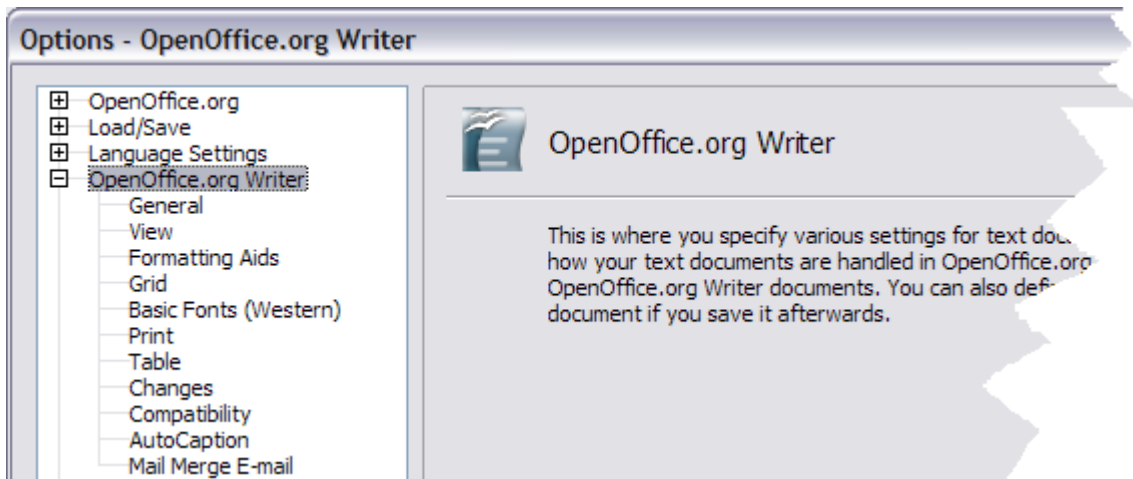 Options - OpenOffice.org Writer
OpenOffice.org
Load/Save
Language Settings
OpenOffice.org Writer
General
View
Formatting Aids
Grid
Basic Fonts (Western)
Print
Table
Changes
Compatibility
AutoCaption
Mail Merge E-mail
OpenOffice.org Writer
This is where you specify various settings for text
how your text documents are handled in OpenOffice.org
OpenOffice.org Writer documents. You can also
document if you save it afterwards.